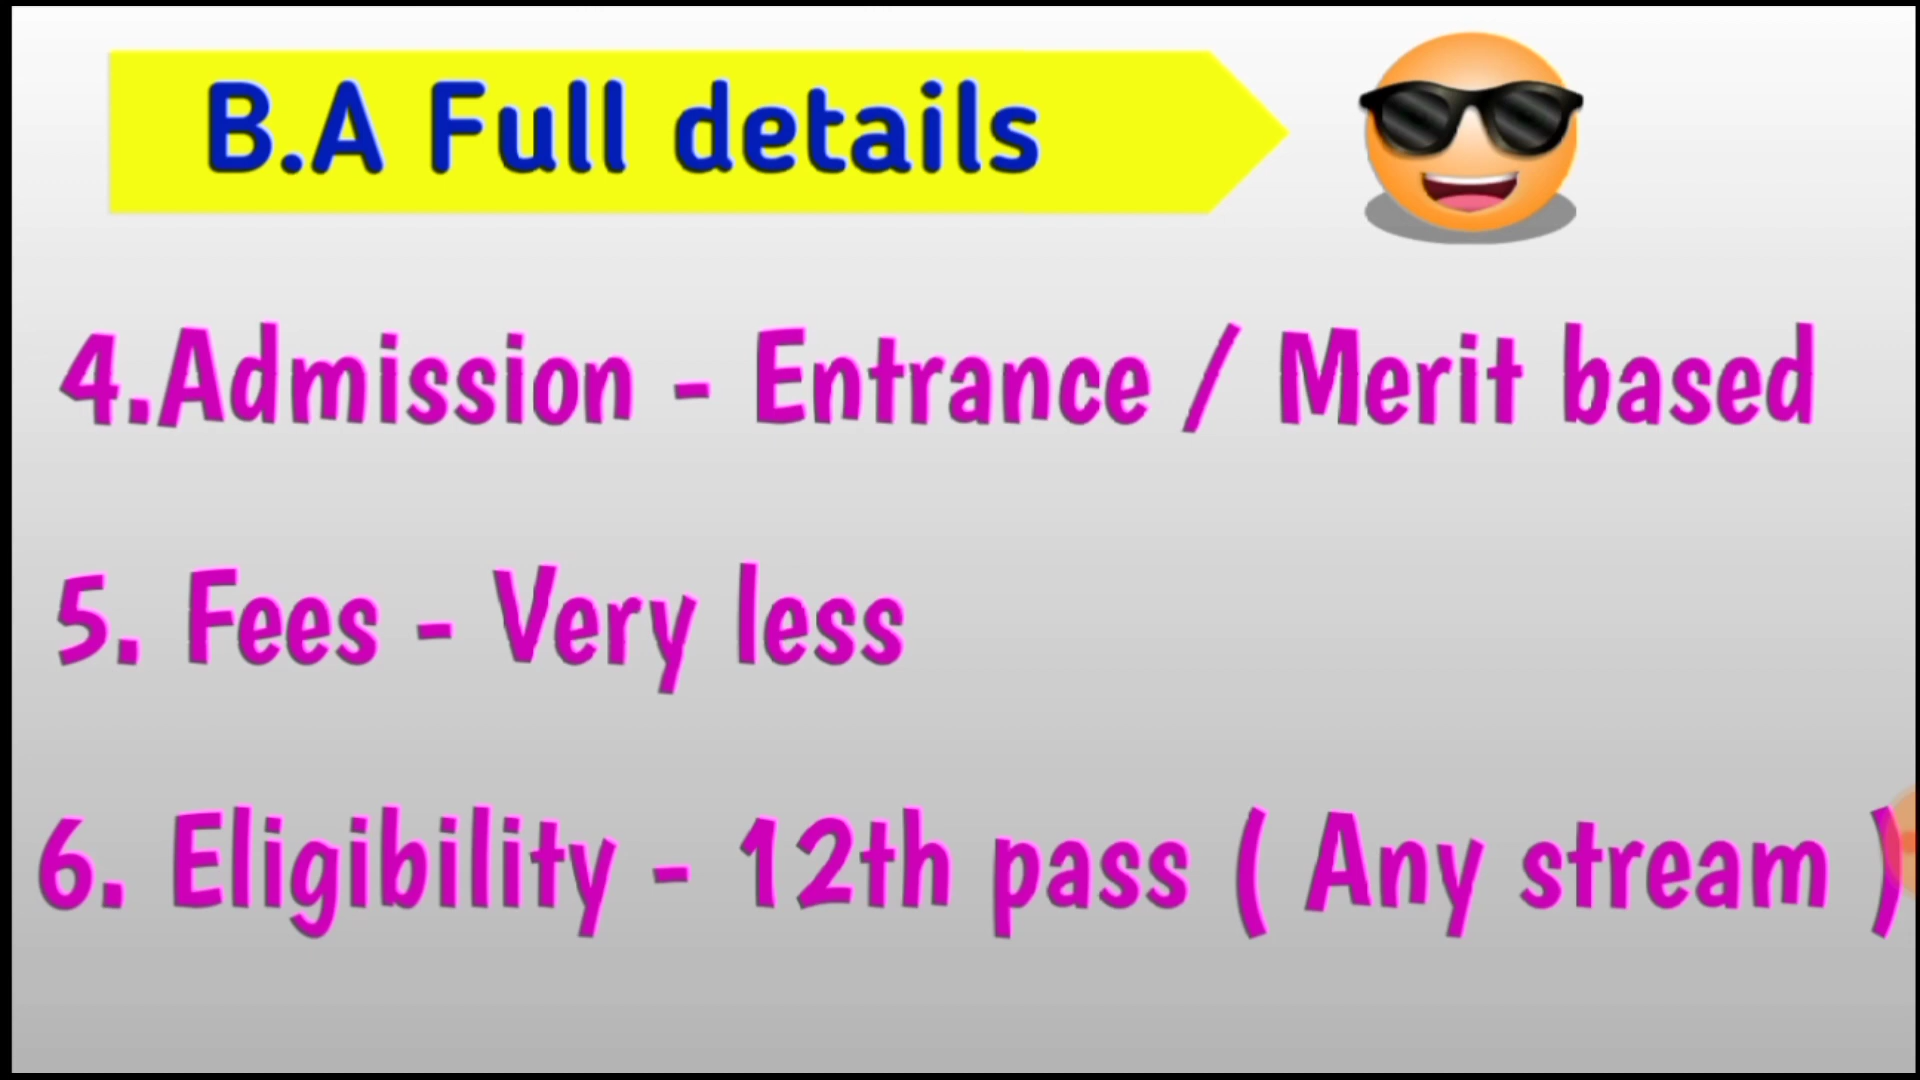 B.A Full details
4.Admission - Entrance / Merit based
5. Fees - Very less
6. Eligibility - 12th pass ( Any stream )